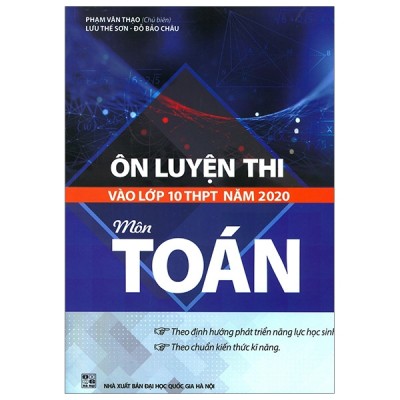 PHẠM VĂN THẠO (Chủ biên)
LƯU THẾ SƠN - ĐỖ BẢO CHÂU
ÔN LUYỆN THI
VÀO LỚP 10 THPT NĂM 2020
Môn
TOÁN
Theo định hướng phát triển năng lực học sinh
Theo chuẩn kiến thức kĩ năng.
NHÀ XUẤT BẢN ĐẠI HỌC QUỐC GIA HÀ NỘI